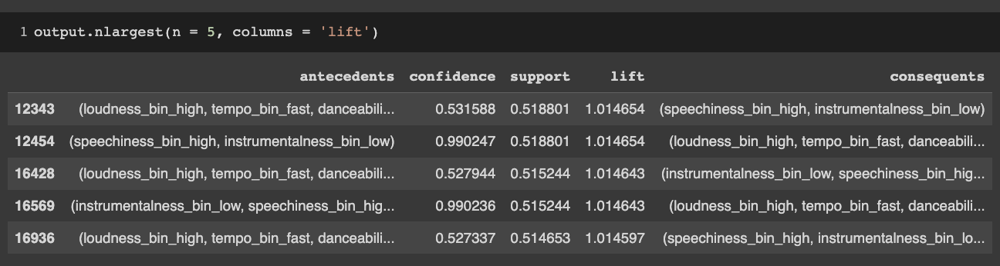 1 output.nlargest(n = 5, columns = 'lift')
antecedents confidence support lift consequents
12343 (loudness_bin_high, tempo_bin_fast, danceabili... 0.531588 0.518801 1.014654 (speechiness_bin_high, instrumentalness_bin_low)
12454 (speechiness_bin_high, instrumentalness_bin_low) 0.990247 0.518801 1.014654 (loudness_bin_high, tempo_bin_fast, danceabili...
16428 (loudness_bin_high, tempo_bin_fast, danceabili... 0.527944 0.515244 1.014643 (instrumentalness_bin_low, speechiness_bin_hig...
16569 (instrumentalness_bin_low, speechiness_bin_hig... 0.990236 0.515244 1.014643 (loudness_bin_high, tempo_bin_fast, danceabili...
16936 (loudness_bin_high, tempo_bin_fast, danceabili... 0.527337 0.514653 1.014597 (speechiness_bin_high, instrumentalness_bin_lo...